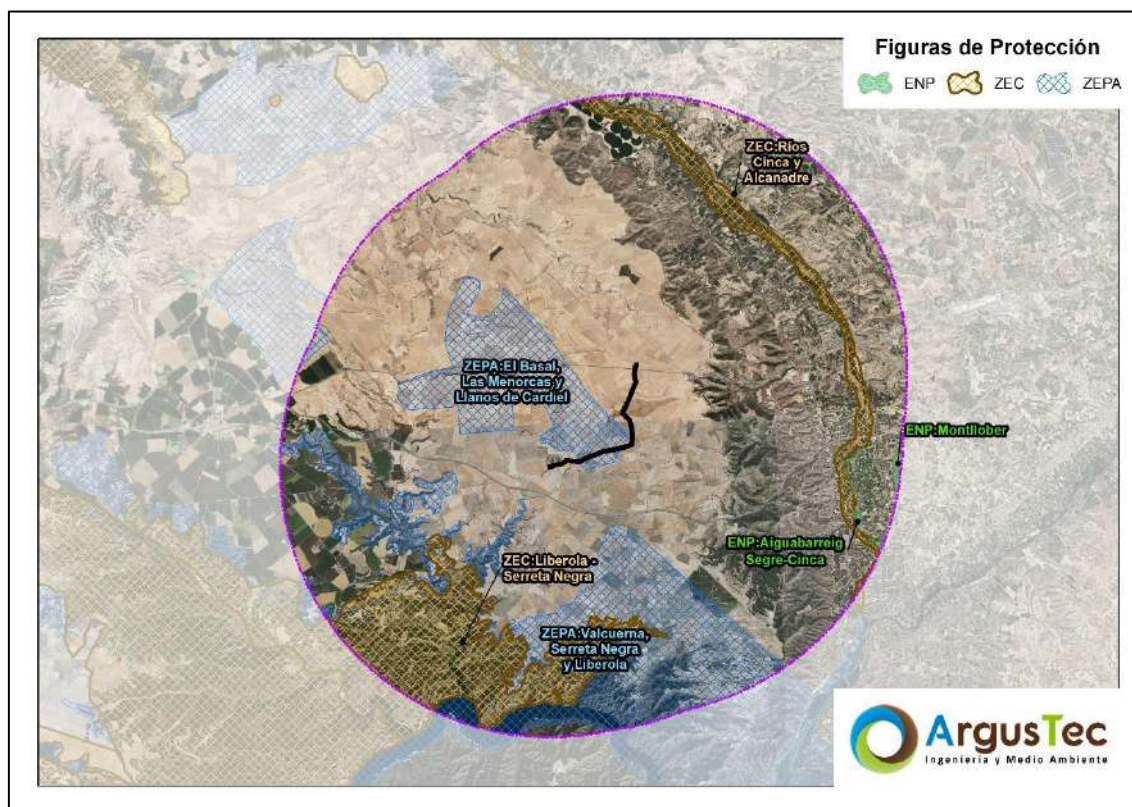 Figuras de Protección
ENP ZEC ZEPA
ZEC:Ríos
Cinca y
Alcanadre
ZEPA:El Basal,
Las Menorcas y
Llanos de Cardiel
ENP:Montllober
ENP:Aiguabarreig
Segre-Cinca
ZEC:Liberola -
Serreta Negra
ZEPA:Valcuerna,
Serreta Negra
y Liberola
ArgusTec
Ingeniería y Medio Ambiente